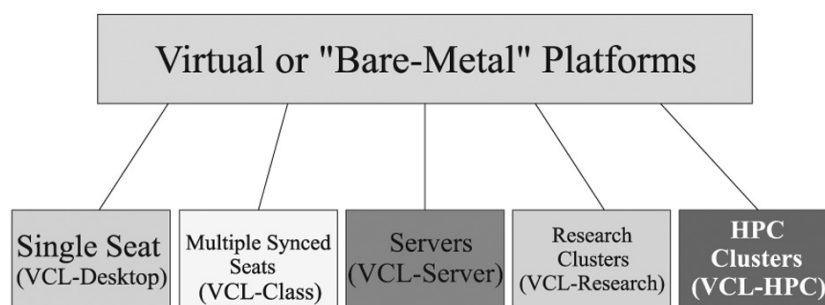 Virtual or "Bare-Metal" Platforms
Single Seat
(VCL-Desktop)
Multiple Synced
Seats
(VCL-Class)
Servers
(VCL-Server)
Research
Clusters
(VCL-Research)
HPC
Clusters
(VCL-HPC)